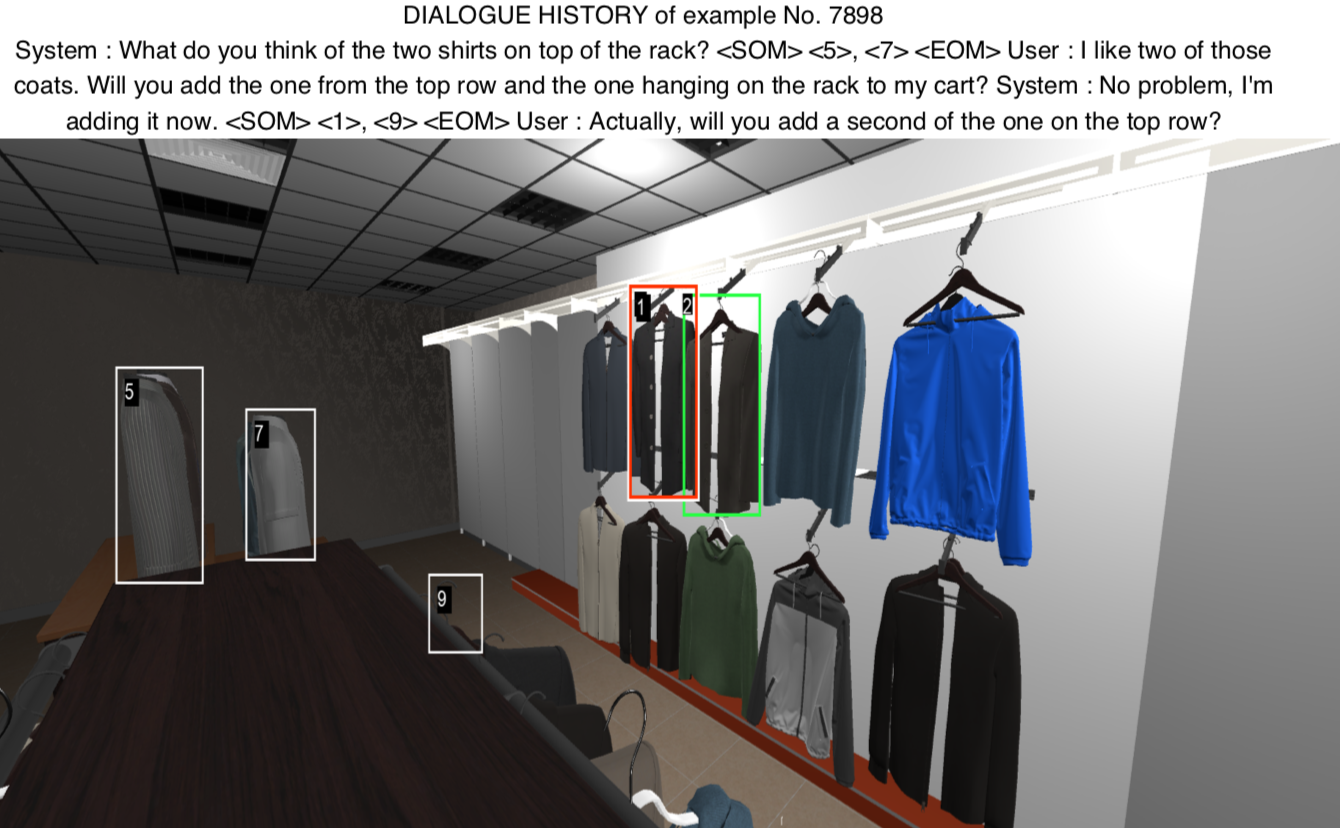 DIALOGUE HISTORY of example No. 7898
System : What do you think of the two shirts on top of the rack? <SOM> <5>, <7> <EOM> User : I like two of those
coats. Will you add the one from the top row and the one hanging on the rack to my cart? System : No problem, I'm
adding it now. <SOM> <1>, <9> <EOM> User : Actually, will you add a second of the one on the top row?
1
2
5
7
9